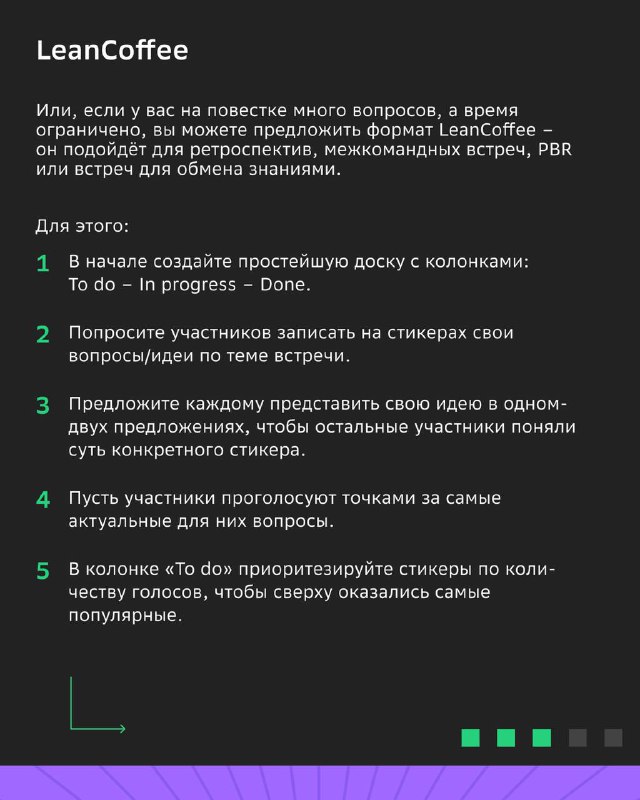 LeanCoffee
Или, если у вас на повестке много вопросов, а время
ограничено, вы можете предложить формат LeanCoffee –
он подойдёт для ретроспектив, межкомандных встреч, PBR
или встреч для обмена знаниями.
Для этого:
1 В начале создайте простейшую доску с колонками:
To do – In progress – Done.
2 Попросите участников записать на стикерах свои
вопросы/идеи по теме встречи.
3 Предложите каждому представить свою идею в одном-
двух предложениях, чтобы остальные участники поняли
суть конкретного стикера.
4 Пусть участники проголосуют точками за самые
актуальные для них вопросы.
5 В колонке «To do» приоритезируйте стикеры по коли-
честву голосов, чтобы сверху оказались самые
популярные.